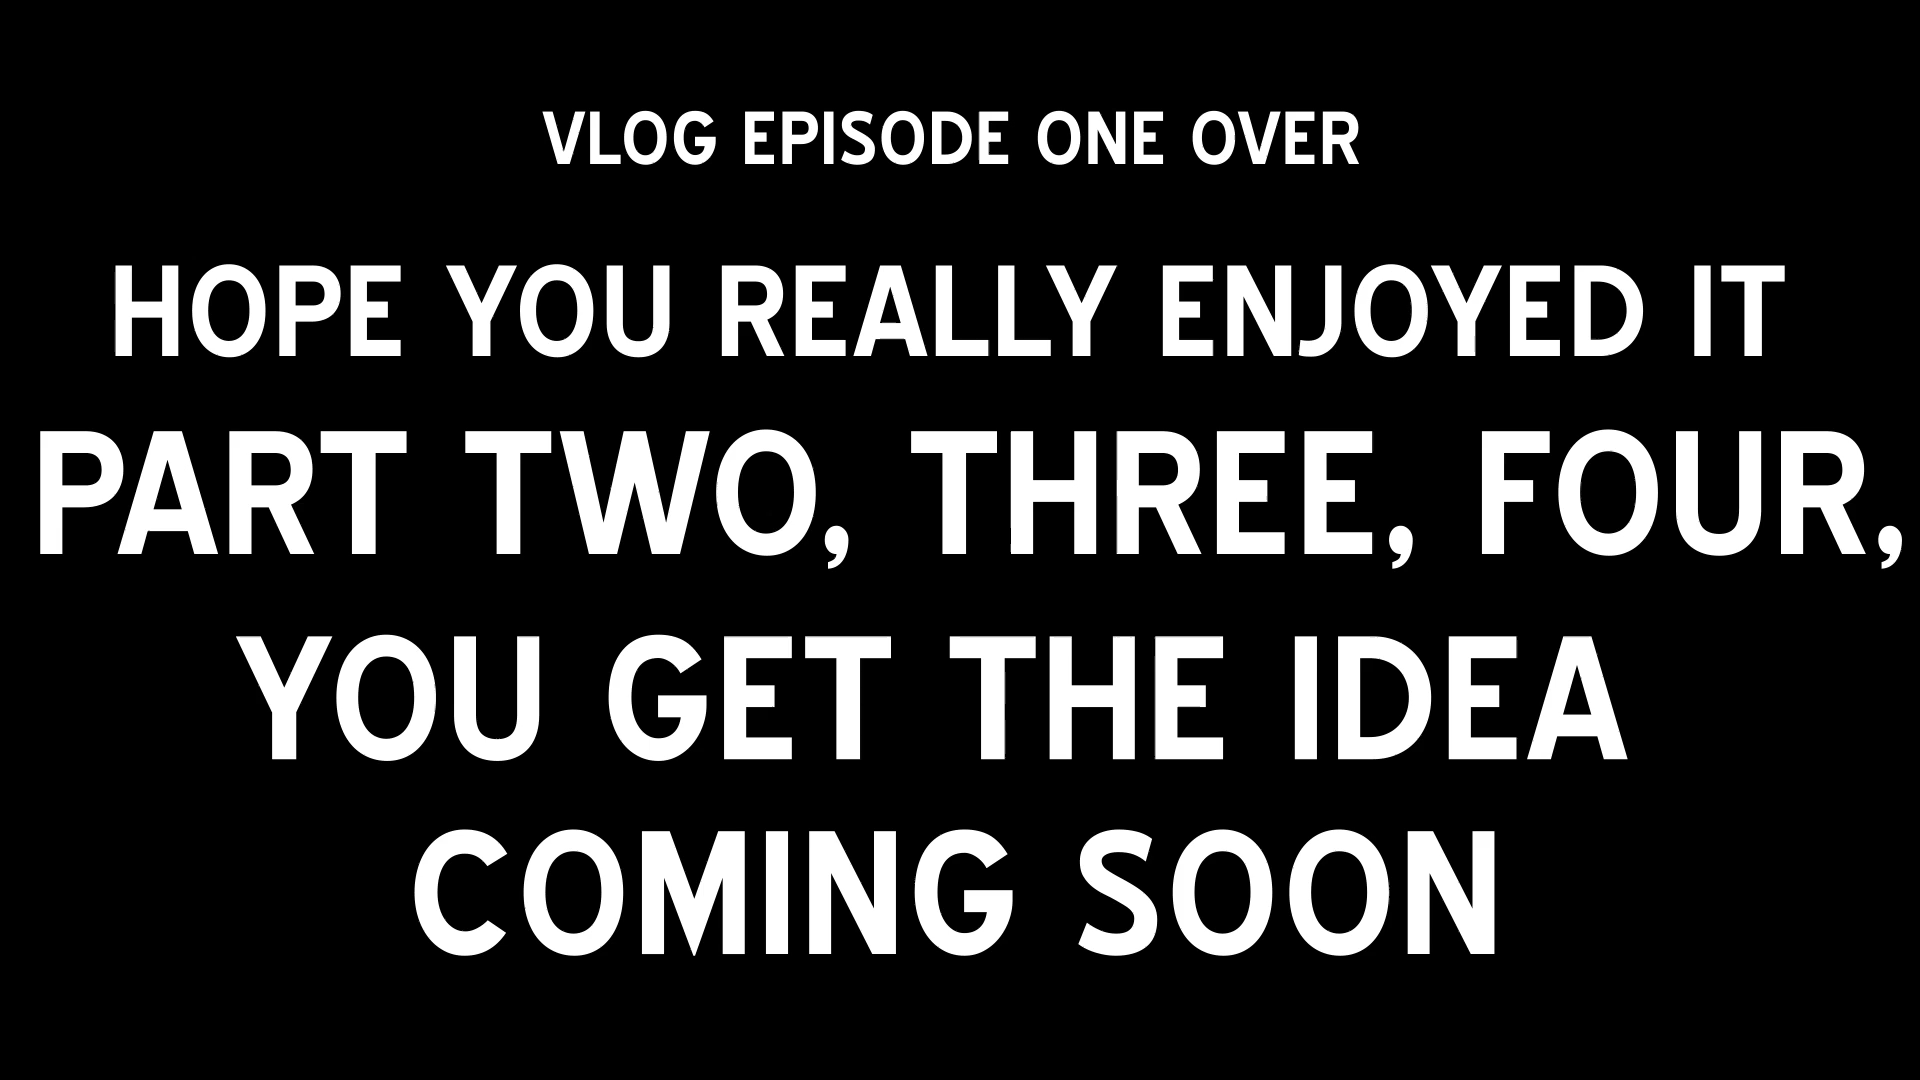 VLOG EPISODE ONE OVER
HOPE YOU REALLY ENJOYED IT
PART TWO, THREE, FOUR,
YOU GET THE IDEA
COMING SOON